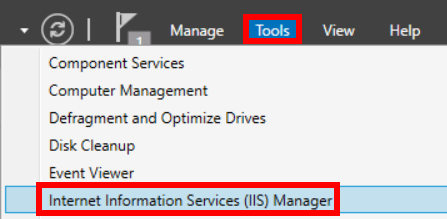 1
Manage Tools View Help
Component Services
Computer Management
Defragment and Optimize Drives
Disk Cleanup
Event Viewer
Internet Information Services (IIS) Manager